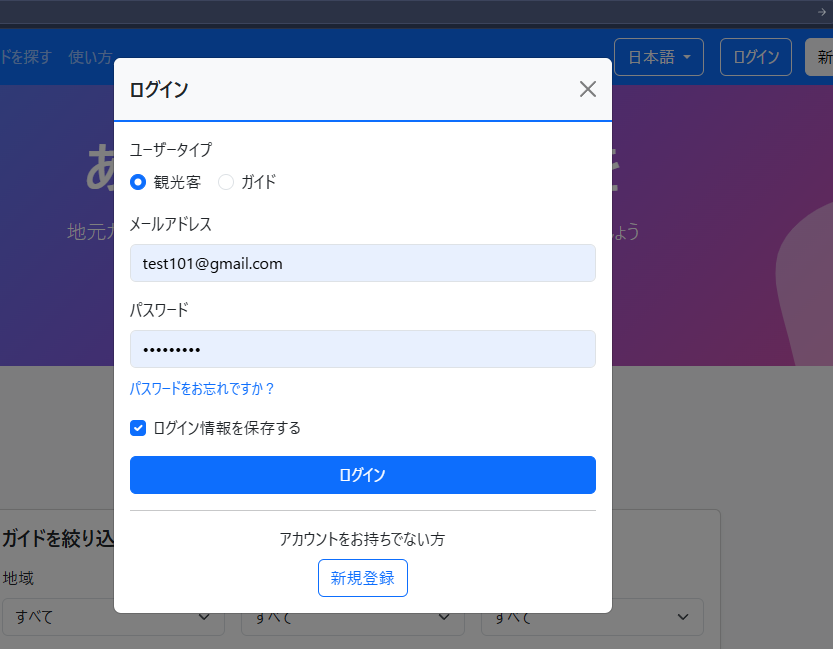 →
ドを探す 使い方 日本語 ログイン 新
ログイン
ユーザータイプ
観光客 ガイド
あ
地元
しょう
メールアドレス
test101@gmail.com
パスワード
•••••••••
パスワードをお忘れですか？
ログイン情報を保存する
ログイン
アカウントをお持ちでない方
新規登録
ガイドを絞り込
地域
すべて すべて すべて